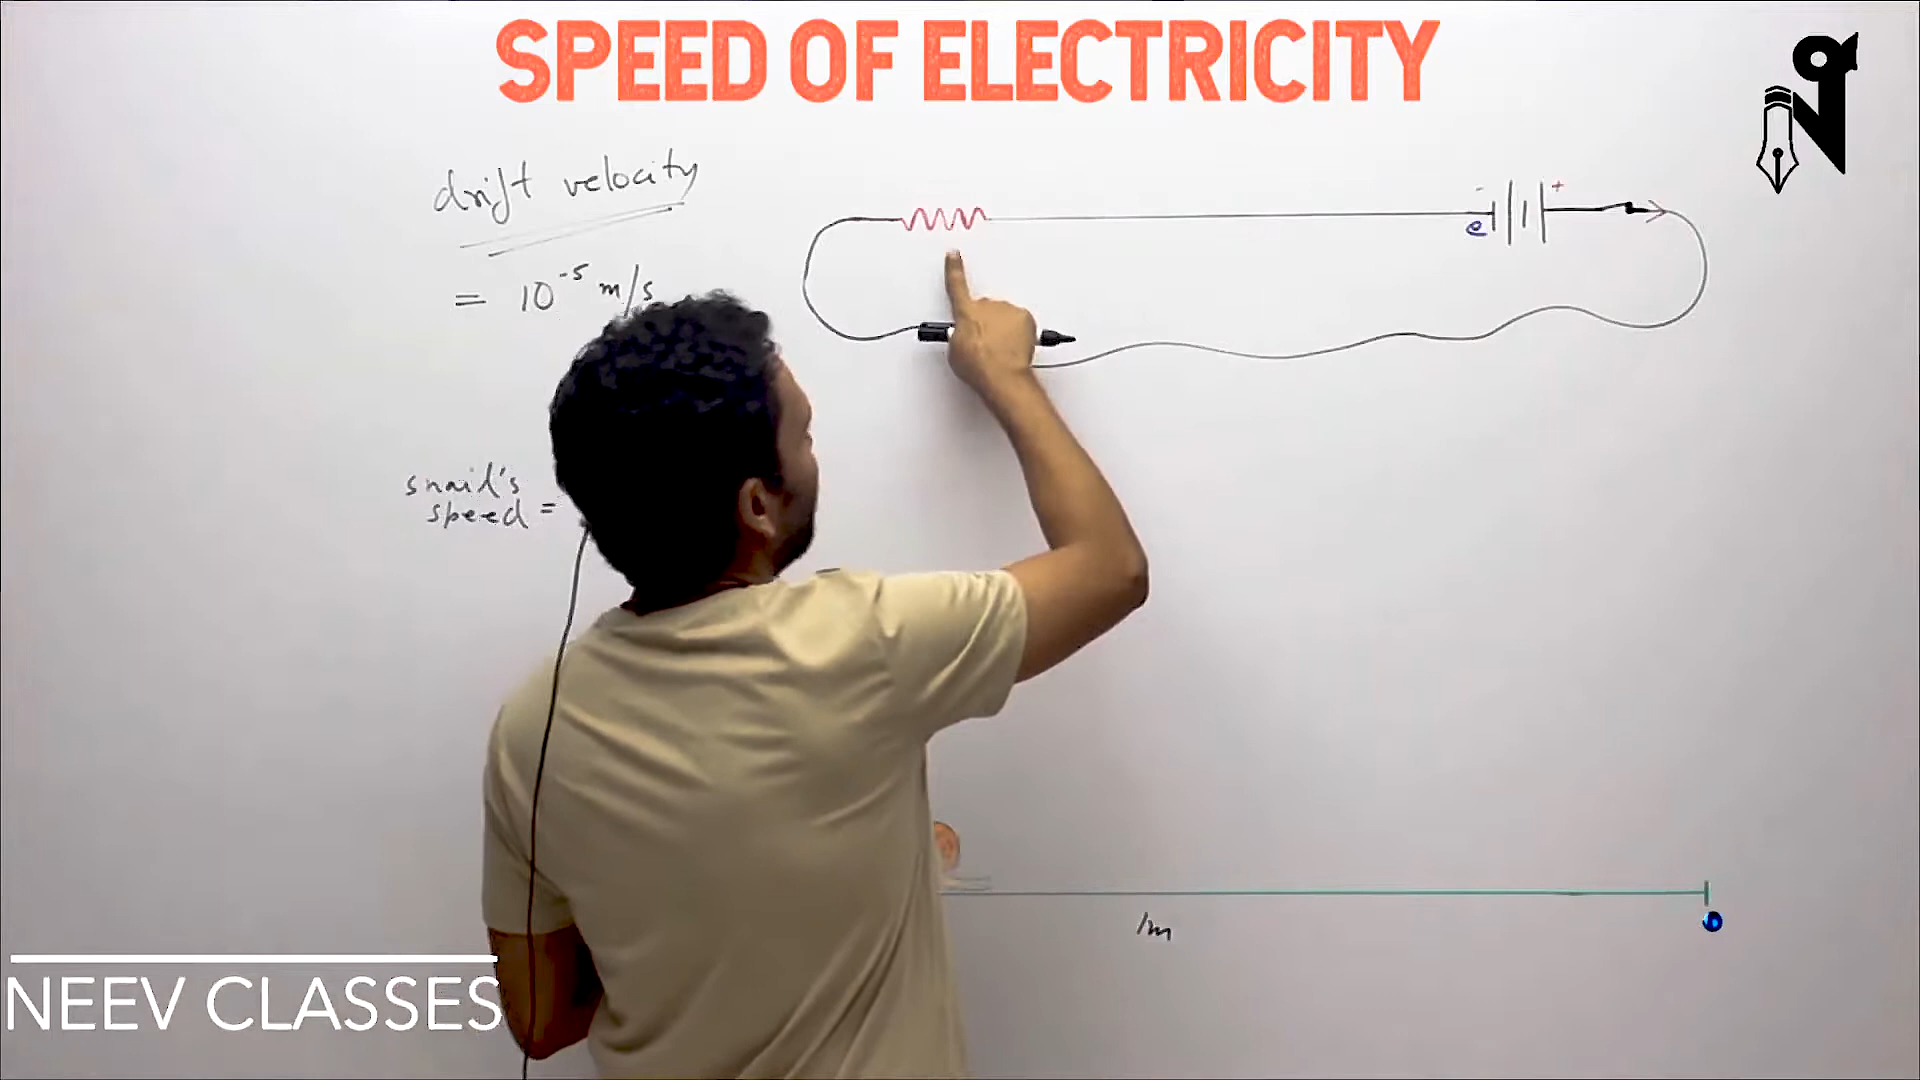 SPEED OF ELECTRICITY
drift velocity
= 10⁻⁵ m/s
- +
e
snail's
speed =
1m
NEEV CLASSES